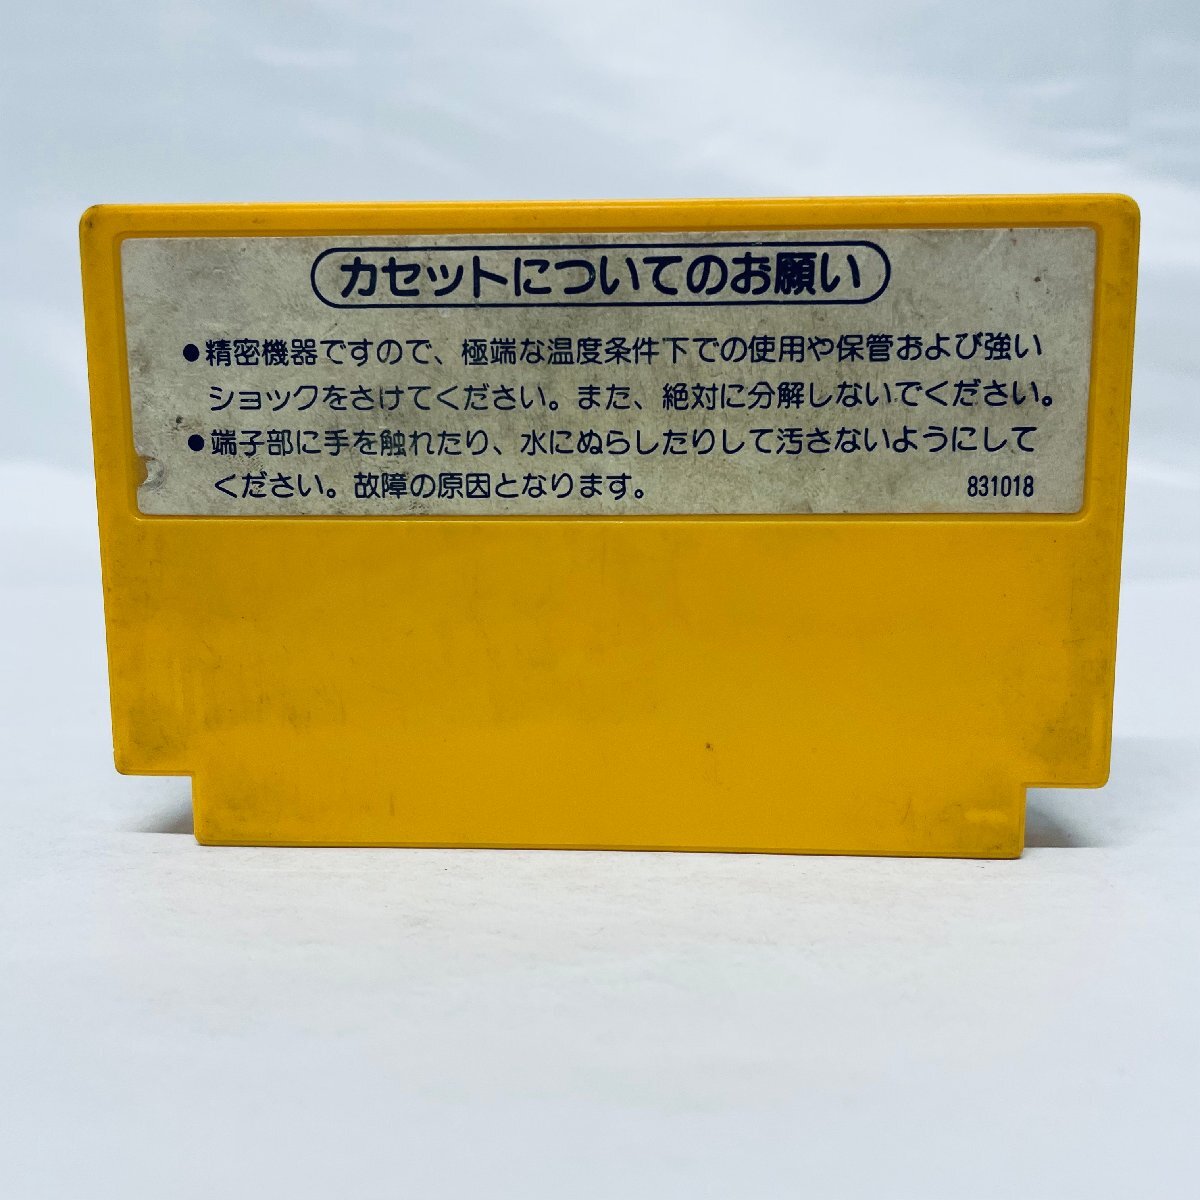 カセットについてのお願い
●精密機器ですので、極端な温度条件下での使用や保管および強い
ショックをさけてください。また、絶対に分解しないでください。
●端子部に手を触れたり、水にぬらしたりして汚さないようにして
ください。故障の原因となります。 831018